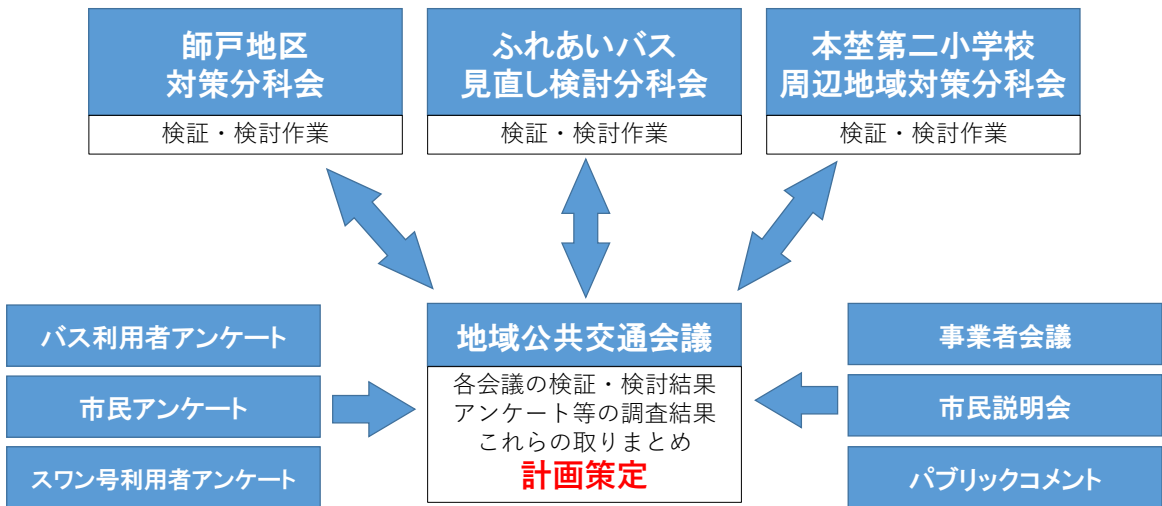 師戸地区
対策分科会
検証・検討作業
ふれあいバス
見直し検討分科会
検証・検討作業
本埜第二小学校
周辺地域対策分科会
検証・検討作業
バス利用者アンケート
市民アンケート
スワン号利用者アンケート
地域公共交通会議
各会議の検証・検討結果
アンケート等の調査結果
これらの取りまとめ
計画策定
事業者会議
市民説明会
パブリックコメント